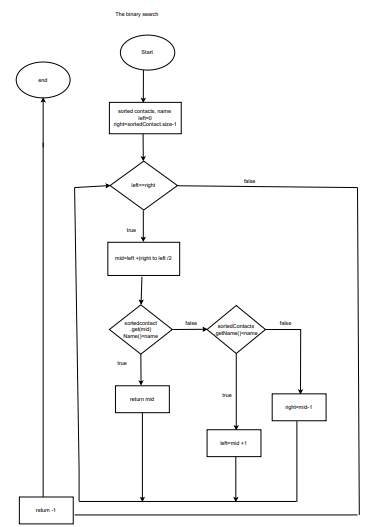 The binary search
Start
end
sorted contacts, name
left=0
right=sortedContact.size-1
left<=right
false
true
mid=left +(right to left /2
sortedcontact
.get(mid)
Name()=name
false
sortedContacts
.getName()<name
false
true
return mid
true
right=mid-1
left=mid +1
return -1